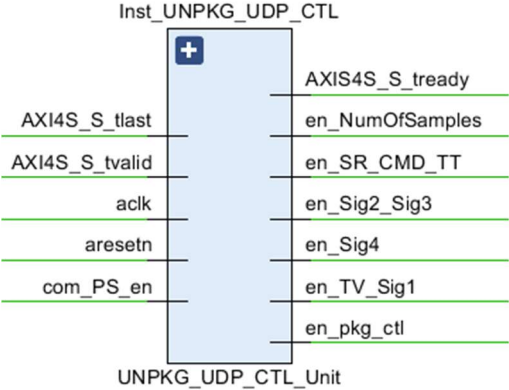 Inst_UNPKG_UDP_CTL
AXI4S_S_tlast
AXI4S_S_tvalid
aclk
aresetn
com_PS_en
AXIS4S_S_tready
en_NumOfSamples
en_SR_CMD_TT
en_Sig2_Sig3
en_Sig4
en_TV_Sig1
en_pkg_ctl
UNPKG_UDP_CTL_Unit